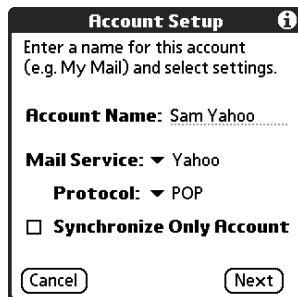 Account Setup
Enter a name for this account
(e.g. My Mail) and select settings.
Account Name: Sam Yahoo
Mail Service: Yahoo
Protocol: POP
Synchronize Only Account
Cancel Next